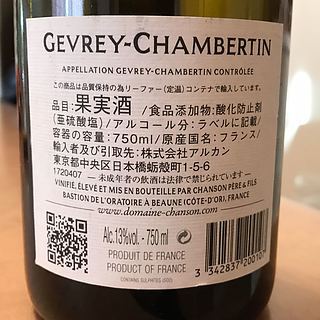 GEVREY-CHAMBERTIN
APPELLATION GEVREY-CHAMBERTIN CONTRÔLÉE
この商品は品質保持の為リーファー(定温)コンテナで輸入しています。
品目:果実酒 /食品添加物:酸化防止剤
(亜硫酸塩)/アルコール分:ラベルに記載/
容器の容量:750ml/原産国名:フランス/
輸入者及び引取先:株式会社アルカン
東京都中央区日本橋蛎殻町1-5-6
1720407 ー未成年者の飲酒は法律で禁じられていますー
VINIFIÉ, ÉLEVÉ ET MIS EN BOUTEILLE PAR CHANSON PÈRE & FILS
BASTION DE L'ORATOIRE À BEAUNE (CÔTE-D'OR), FRANCE
www.domaine-chanson.com
Alc.13%vol. - 750 ml
PRODUIT DE FRANCE
PRODUCT OF FRANCE
CONTAINS SULPHITES (SO2)
3 342837 200107